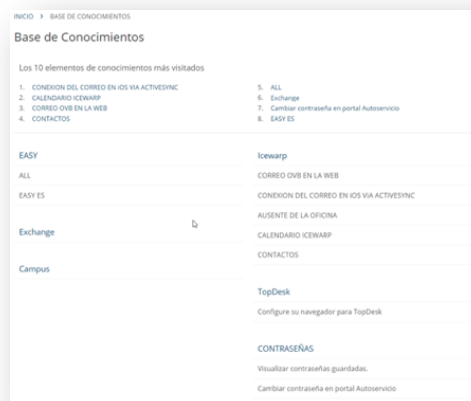 INICIO > BASE DE CONOCIMIENTOS
Base de Conocimientos
Los 10 elementos de conocimientos más visitados
1. CONEXION DEL CORREO EN iOS VIA ACTIVESYNC
2. CALENDARIO ICEWARP
3. CORREO OVB EN LA WEB
4. CONTACTOS
5. ALL
6. Exchange
7. Cambiar contraseña en portal Autoservicio
8. EASY ES
EASY
ALL
EASY ES
Exchange
Campus
Icewarp
CORREO OVB EN LA WEB
CONEXION DEL CORREO EN iOS VIA ACTIVESYNC
AUSENTE DE LA OFICINA
CALENDARIO ICEWARP
CONTACTOS
TopDesk
Configure su navegador para TopDesk
CONTRASEÑAS
Visualizar contraseñas guardadas.
Cambiar contraseña en portal Autoservicio